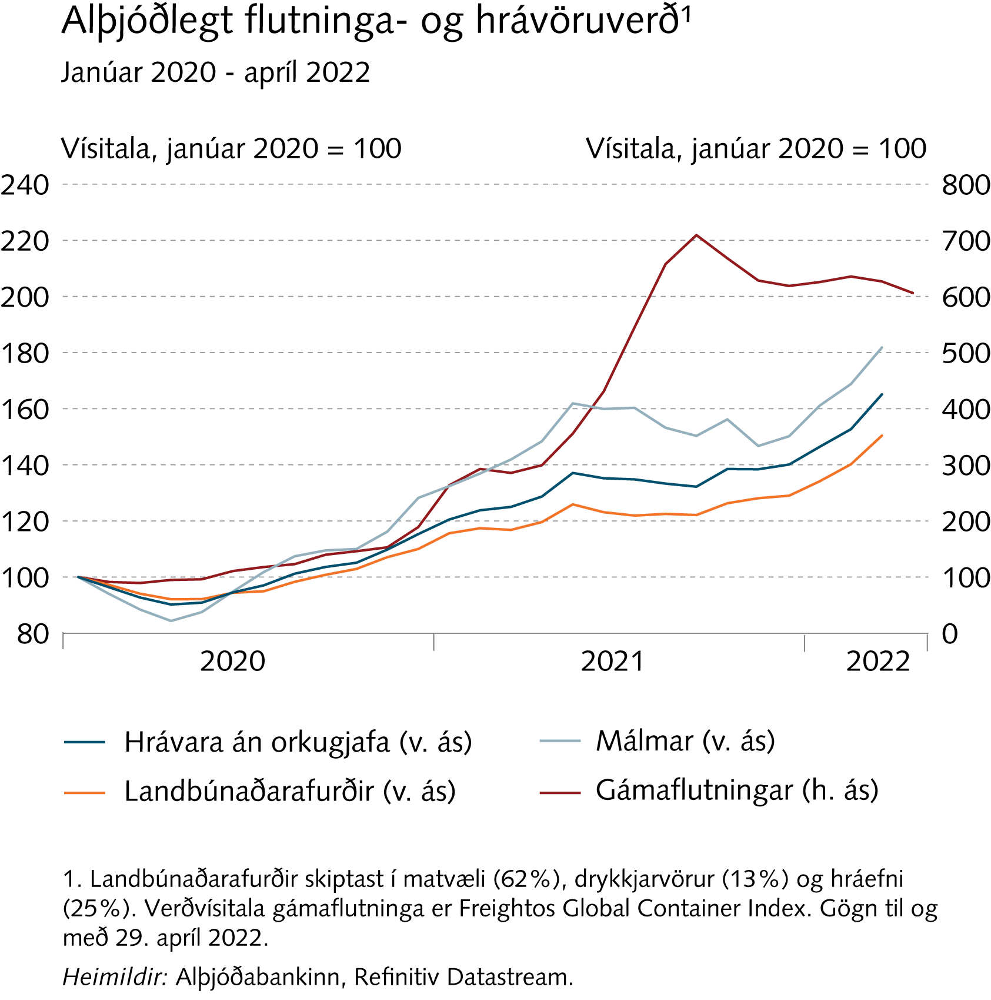 Alþjóðlegt flutninga- og hrávöruverð¹
Janúar 2020 - apríl 2022
Vísitala, janúar 2020 = 100 Vísitala, janúar 2020 = 100
240 800
220 700
200 600
180 500
160 400
140 300
120 200
100 100
80 0
2020 2021 2022
Hrávara án orkugjafa (v. ás) Málmar (v. ás)
Landbúnaðarafurðir (v. ás) Gámaflutningar (h. ás)
1. Landbúnaðarafurðir skiptast í matvæli (62%), drykkjarvörur (13%) og hráefni
(25%). Verðvísitala gámaflutninga er Freightos Global Container Index. Gögn til og
með 29. apríl 2022.
Heimildir: Alþjóðabankinn, Refinitiv Datastream.